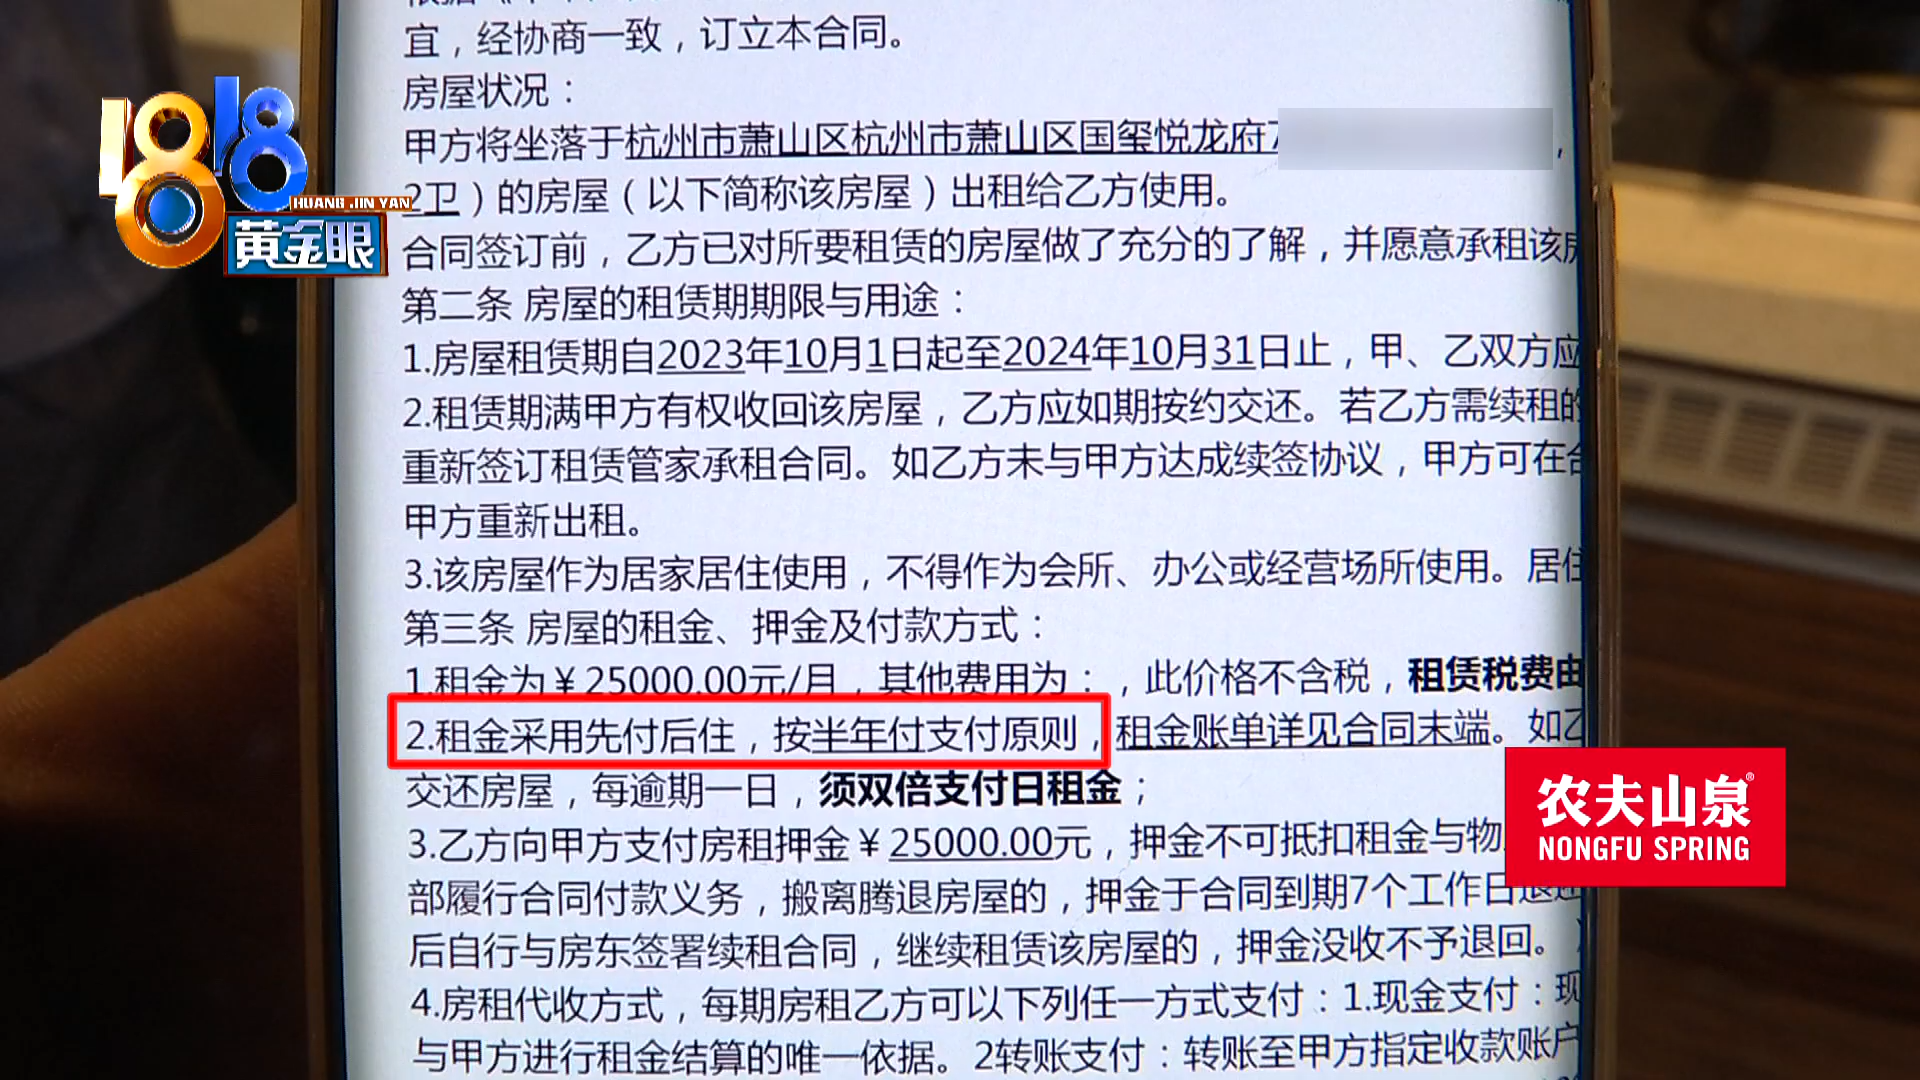 宜，经协商一致，订立本合同。
房屋状况：
甲方将坐落于杭州市萧山区杭州市萧山区国玺悦龙府
2卫）的房屋（以下简称该房屋）出租给乙方使用。
合同签订前，乙方已对所要租赁的房屋做了充分的了解，并愿意承租该房
第二条 房屋的租赁期期限与用途：
1.房屋租赁期自2023年10月1日起至2024年10月31日止，甲、乙双方应
2.租赁期满甲方有权收回该房屋，乙方应如期按约交还。若乙方需续租的
重新签订租赁管家承租合同。如乙方未与甲方达成续签协议，甲方可在合
甲方重新出租。
3.该房屋作为居家居住使用，不得作为会所、办公或经营场所使用。居住
第三条 房屋的租金、押金及付款方式：
1.租金为￥25000.00元/月，其他费用为：，此价格不含税，租赁税费由
2.租金采用先付后住，按半年付支付原则，租金账单详见合同末端。如乙
交还房屋，每逾期一日，须双倍支付日租金；
3.乙方向甲方支付房租押金￥25000.00元，押金不可抵扣租金与物
部履行合同付款义务，搬离腾退房屋的，押金于合同到期7个工作日退还
后自行与房东签署续租合同，继续租赁该房屋的，押金没收不予退回。
4.房租代收方式，每期房租乙方可以下列任一方式支付：1.现金支付：现
与甲方进行租金结算的唯一依据。2转账支付：转账至甲方指定收款账户
1818
HUANG JIN YAN
黄金眼
农夫山泉®
NONGFU SPRING